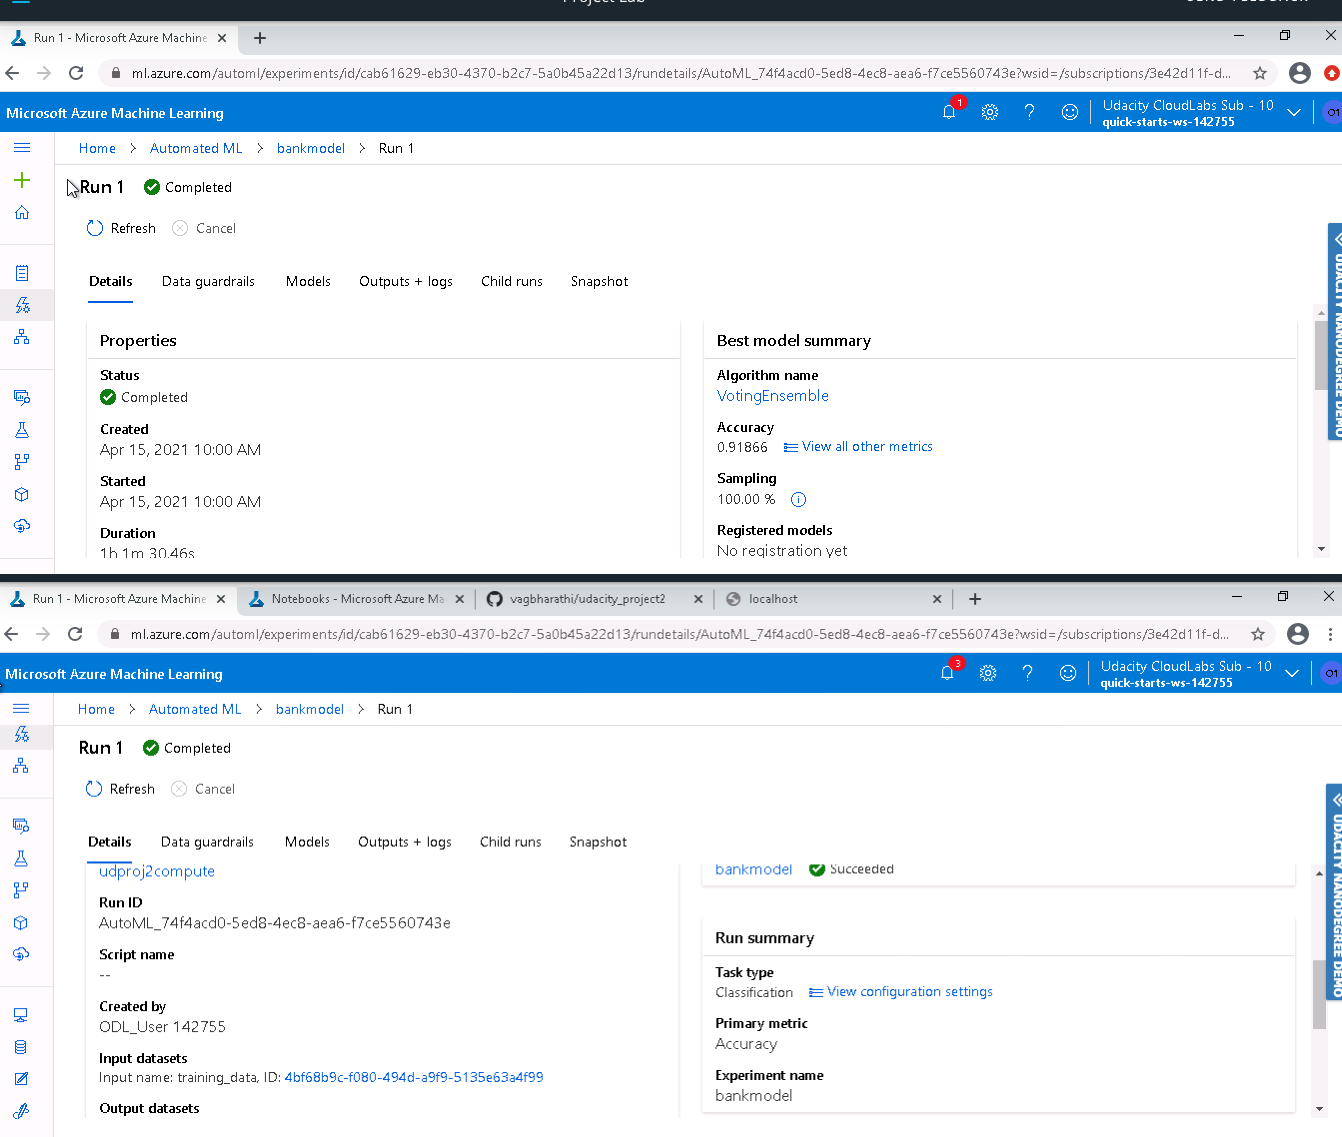 Run 1 - Microsoft Azure Machine
ml.azure.com/automl/experiments/id/cab61629-eb30-4370-b2c7-5a0b45a22d13/rundetails/AutoML_74f4acd0-5ed8-4ec8-aea6-f7ce5560743e?wsid=/subscriptions/3e42d11f-d...
Microsoft Azure Machine Learning
1
Udacity CloudLabs Sub - 10
quick-starts-ws-142755
O1
Home > Automated ML > bankmodel > Run 1
Run 1 Completed
Refresh Cancel
Details Data guardrails Models Outputs + logs Child runs Snapshot
UDACITY NANODEGREE DEMO
Properties
Status
Completed
Created
Apr 15, 2021 10:00 AM
Started
Apr 15, 2021 10:00 AM
Duration
1h 1m 30.46s
Best model summary
Algorithm name
VotingEnsemble
Accuracy
0.91866 View all other metrics
Sampling
100.00 %
Registered models
No registration yet
Run 1 - Microsoft Azure Machine Notebooks - Microsoft Azure Ma vagbharathi/udacity_project2 localhost
ml.azure.com/automl/experiments/id/cab61629-eb30-4370-b2c7-5a0b45a22d13/rundetails/AutoML_74f4acd0-5ed8-4ec8-aea6-f7ce5560743e?wsid=/subscriptions/3e42d11f-d...
Microsoft Azure Machine Learning
3
Udacity CloudLabs Sub - 10
quick-starts-ws-142755
O1
Home > Automated ML > bankmodel > Run 1
Run 1 Completed
Refresh Cancel
Details Data guardrails Models Outputs + logs Child runs Snapshot
UDACITY NANODEGREE DEMO
udproj2compute
Run ID
AutoML_74f4acd0-5ed8-4ec8-aea6-f7ce5560743e
Script name
--
Created by
ODL_User 142755
Input datasets
Input name: training_data, ID: 4bf68b9c-f080-494d-a9f9-5135e63a4f99
Output datasets
bankmodel Succeeded
Run summary
Task type
Classification View configuration settings
Primary metric
Accuracy
Experiment name
bankmodel